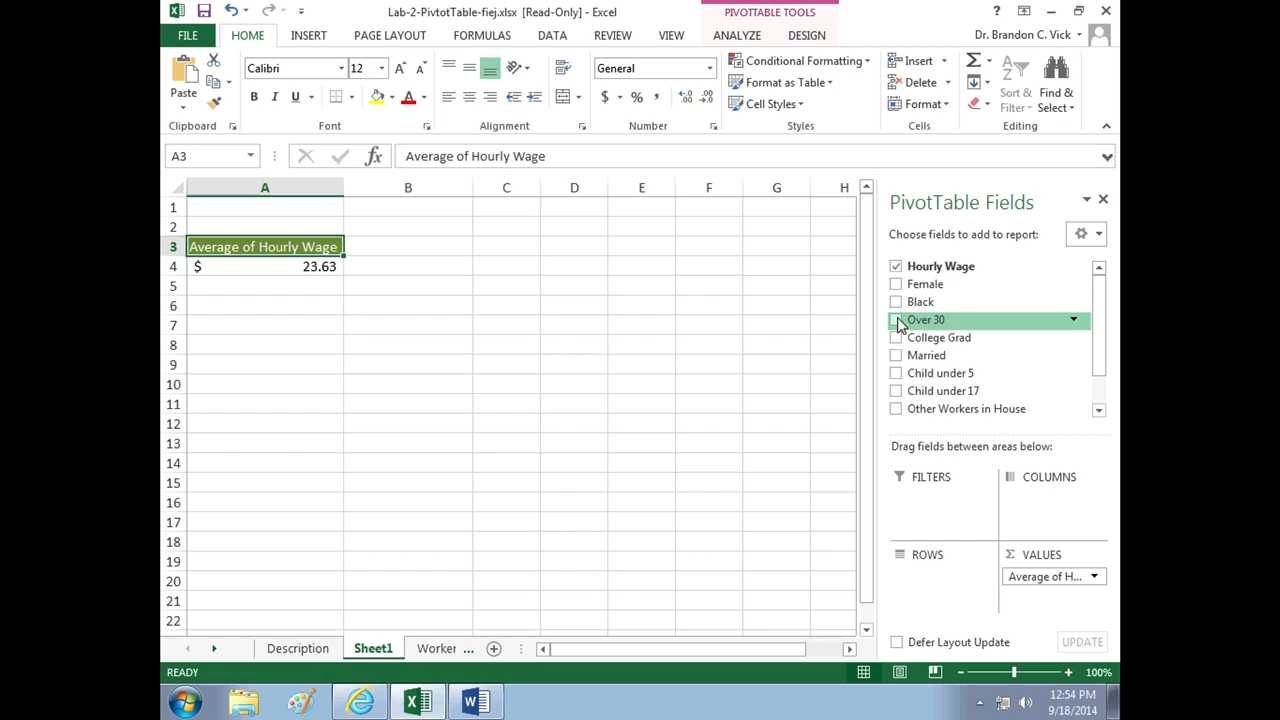 Lab-2-PivtotTable-fiej.xlsx [Read-Only] - Excel
PIVOTTABLE TOOLS
?
FILE HOME INSERT PAGE LAYOUT FORMULAS DATA REVIEW VIEW ANALYZE DESIGN
Dr. Brandon C. Vick
Paste
Clipboard
Calibri 12
B I U
Font
Alignment
General
$ % ,
Number
Conditional Formatting
Format as Table
Cell Styles
Styles
Insert
Delete
Format
Cells
Sort & Filter
Find & Select
Editing
A3
fx
Average of Hourly Wage
A B C D E F G H
1
2
3 Average of Hourly Wage
4 $ 23.63
5
6
7
8
9
10
11
12
13
14
15
16
17
18
19
20
21
22
PivotTable Fields
Choose fields to add to report:
Hourly Wage
Female
Black
Over 30
College Grad
Married
Child under 5
Child under 17
Other Workers in House
Drag fields between areas below:
FILTERS
COLUMNS
ROWS
Σ VALUES
Average of H...
Defer Layout Update
UPDATE
Description Sheet1 Worker ...
READY
100%
12:54 PM
9/18/2014